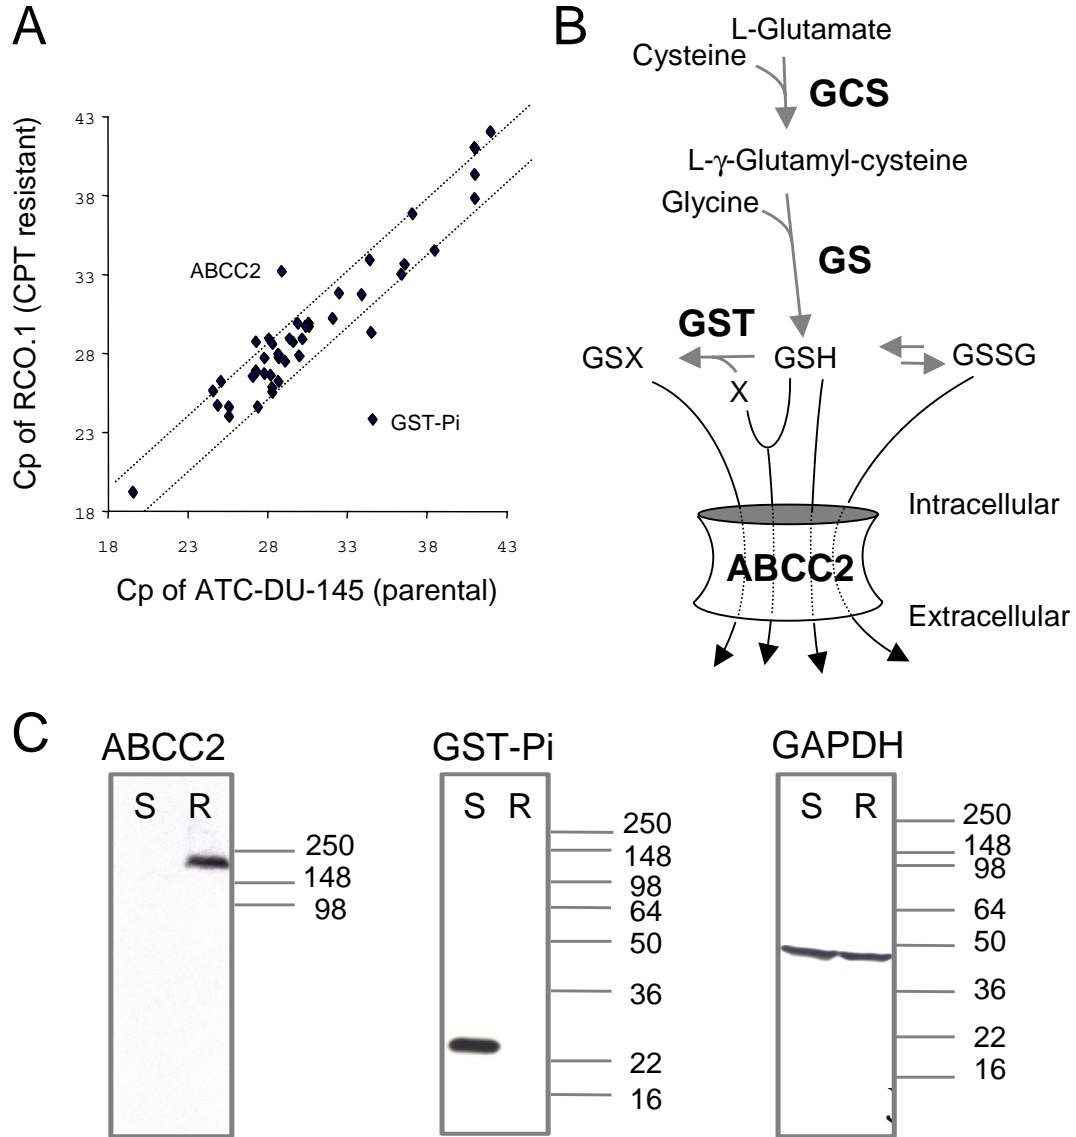 A
Cp of RCO.1 (CPT resistant)
43
38
33
28
23
18
ABCC2
GST-Pi
18 23 28 33 38 43
Cp of ATC-DU-145 (parental)
B
L-Glutamate
Cysteine
GCS
L-γ-Glutamyl-cysteine
Glycine
GS
GST
GSX
GSH
GSSG
X
Intracellular
ABCC2
Extracellular
C
ABCC2
S R
250
148
98
GST-Pi
S R
250
148
98
64
50
36
22
16
GAPDH
S R
250
148
98
64
50
36
22
16